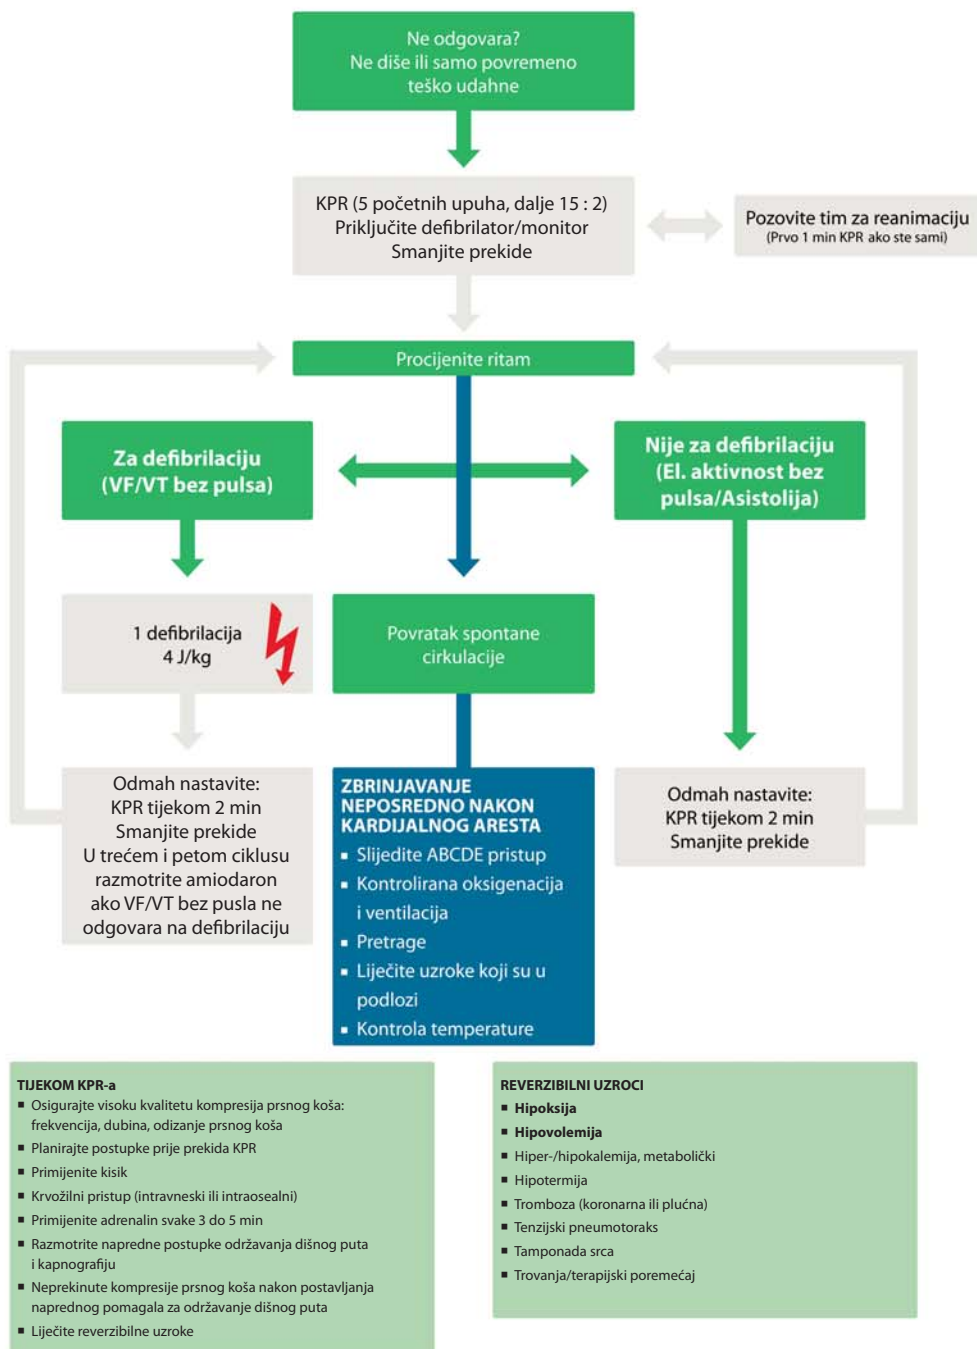 Ne odgovara?
Ne diše ili samo povremeno
teško udahne
KPR (5 početnih upuha, dalje 15 : 2)
Priključite defibrilator/monitor
Smanjite prekide
Pozovite tim za reanimaciju
(Prvo 1 min KPR ako ste sami)
Procijenite ritam
Za defibrilaciju
(VF/VT bez pulsa)
Nije za defibrilaciju
(El. aktivnost bez
pulsa/Asistolija)
1 defibrilacija
4 J/kg
Povratak spontane
cirkulacije
Odmah nastavite:
KPR tijekom 2 min
Smanjite prekide
U trećem i petom ciklusu
razmotrite amiodaron
ako VF/VT bez pusla ne
odgovara na defibrilaciju
ZBRINJAVANJE
NEPOSREDNO NAKON
KARDIJALNOG ARESTA
▪ Slijedite ABCDE pristup
▪ Kontrolirana oksigenacija
i ventilacija
▪ Pretrage
▪ Liječite uzroke koji su u
podlozi
▪ Kontrola temperature
Odmah nastavite:
KPR tijekom 2 min
Smanjite prekide
TIJEKOM KPR-a
▪ Osigurajte visoku kvalitetu kompresija prsnog koša:
frekvencija, dubina, odizanje prsnog koša
▪ Planirajte postupke prije prekida KPR
▪ Primijenite kisik
▪ Krvožilni pristup (intravneski ili intraosealni)
▪ Primijenite adrenalin svake 3 do 5 min
▪ Razmotrite napredne postupke održavanja dišnog puta
i kapnografiju
▪ Neprekinute kompresije prsnog koša nakon postavljanja
naprednog pomagala za održavanje dišnog puta
▪ Liječite reverzibilne uzroke
REVERZIBILNI UZROCI
▪ Hipoksija
▪ Hipovolemija
▪ Hiper-/hipokalemija, metabolički
▪ Hipotermija
▪ Tromboza (koronarna ili plućna)
▪ Tenzijski pneumotoraks
▪ Tamponada srca
▪ Trovanja/terapijski poremećaj